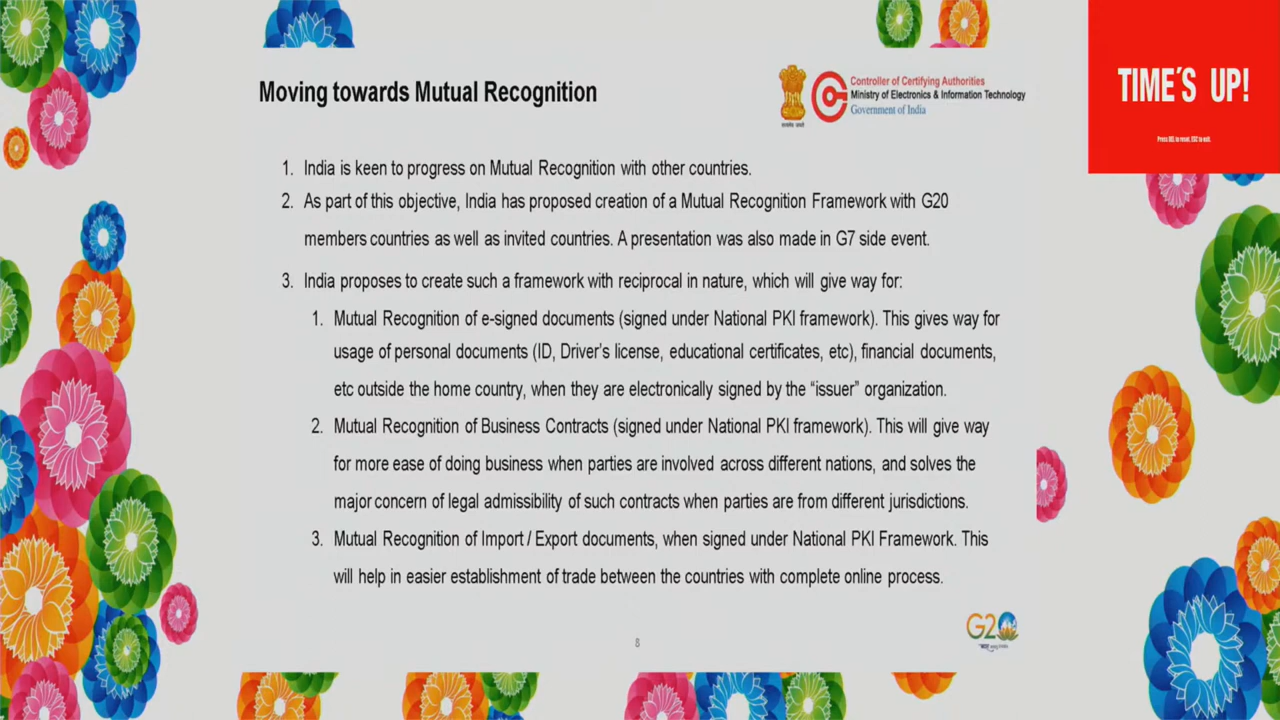 Moving towards Mutual Recognition
Controller of Certifying Authorities
Ministry of Electronics & Information Technology
Government of India
सत्यमेव जयते
TIME'S UP!
Press DEL to reset, ESC to exit.
1. India is keen to progress on Mutual Recognition with other countries.
2. As part of this objective, India has proposed creation of a Mutual Recognition Framework with G20
members countries as well as invited countries. A presentation was also made in G7 side event.
3. India proposes to create such a framework with reciprocal in nature, which will give way for:
1. Mutual Recognition of e-signed documents (signed under National PKI framework). This gives way for
usage of personal documents (ID, Driver's license, educational certificates, etc), financial documents,
etc outside the home country, when they are electronically signed by the “issuer” organization.
2. Mutual Recognition of Business Contracts (signed under National PKI framework). This will give way
for more ease of doing business when parties are involved across different nations, and solves the
major concern of legal admissibility of such contracts when parties are from different jurisdictions.
3. Mutual Recognition of Import / Export documents, when signed under National PKI Framework. This
will help in easier establishment of trade between the countries with complete online process.
G20
8